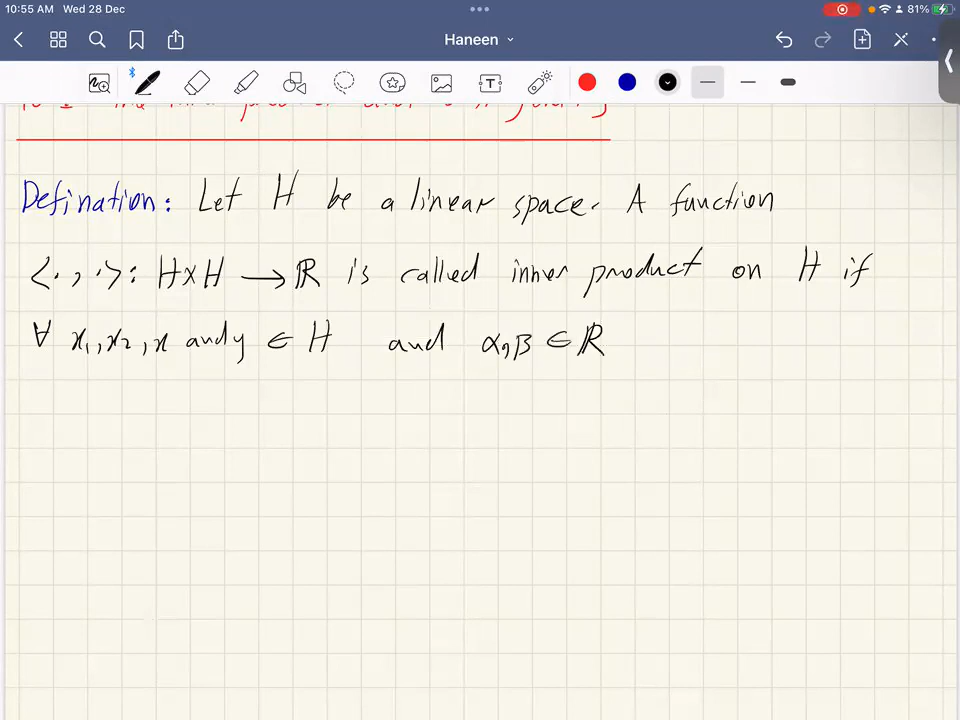 10:55 AM Wed 28 Dec
81%
Haneen
T
Defination: Let H be a linear space. A function
<·,·>: H×H → ℝ is called inner product on H if
∀ x₁,x₂,x and y ∈ H and α,β ∈ ℝ